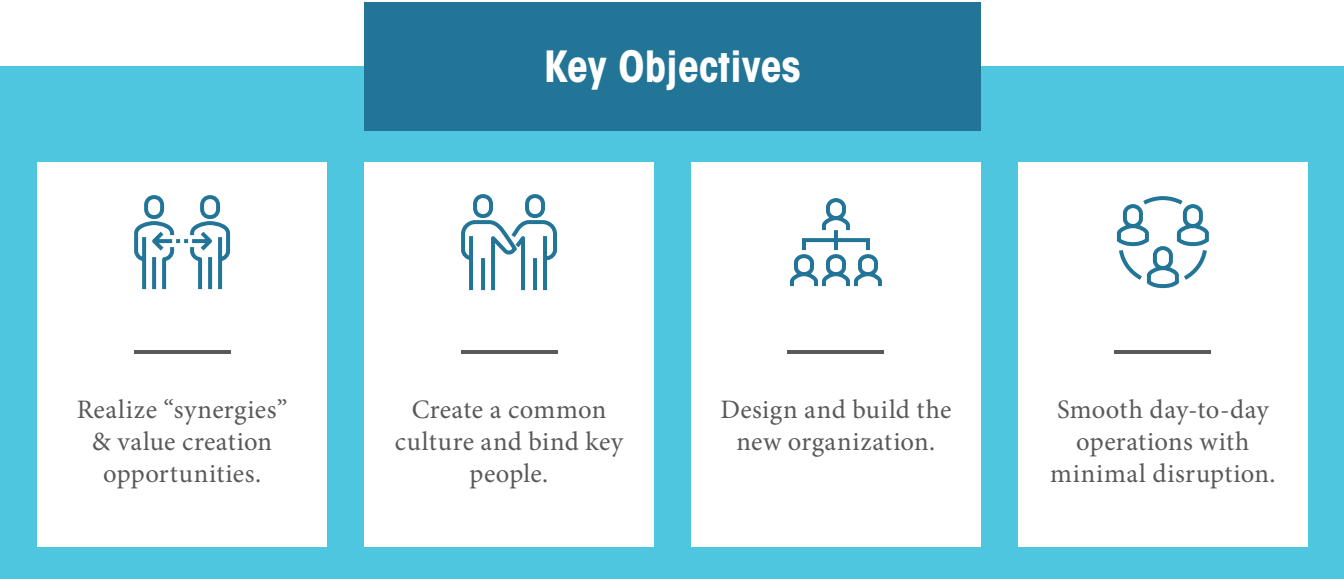 Key Objectives
Realize “synergies”
& value creation
opportunities.
Create a common
culture and bind key
people.
Design and build the
new organization.
Smooth day-to-day
operations with
minimal disruption.